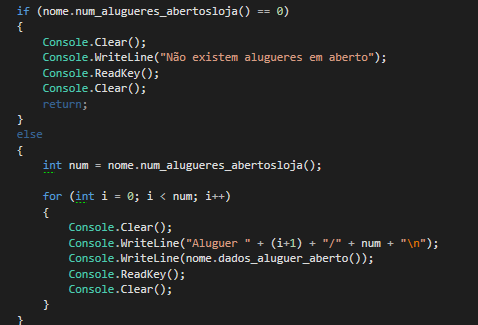 if (nome.num_alugueres_abertosloja() == 0)
{
    Console.Clear();
    Console.WriteLine("Não existem alugueres em aberto");
    Console.ReadKey();
    Console.Clear();
    return;
}
else
{
    int num = nome.num_alugueres_abertosloja();

    for (int i = 0; i < num; i++)
    {
        Console.Clear();
        Console.WriteLine("Aluguer " + (i+1) + "/" + num + "\n");
        Console.WriteLine(nome.dados_aluguer_aberto());
        Console.ReadKey();
        Console.Clear();
    }
}